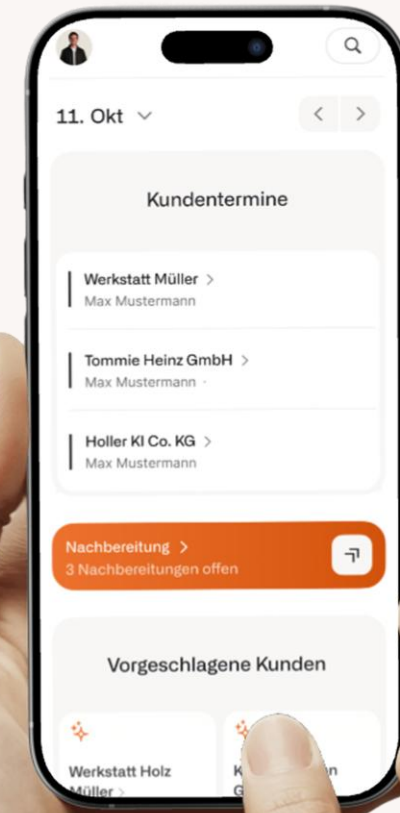 11. Okt
Kundentermine
Werkstatt Müller
Max Mustermann
Tommie Heinz GmbH
Max Mustermann
Holler KI Co. KG
Max Mustermann
Nachbereitung
3 Nachbereitungen offen
Vorgeschlagene Kunden
Werkstatt Holz
Müller